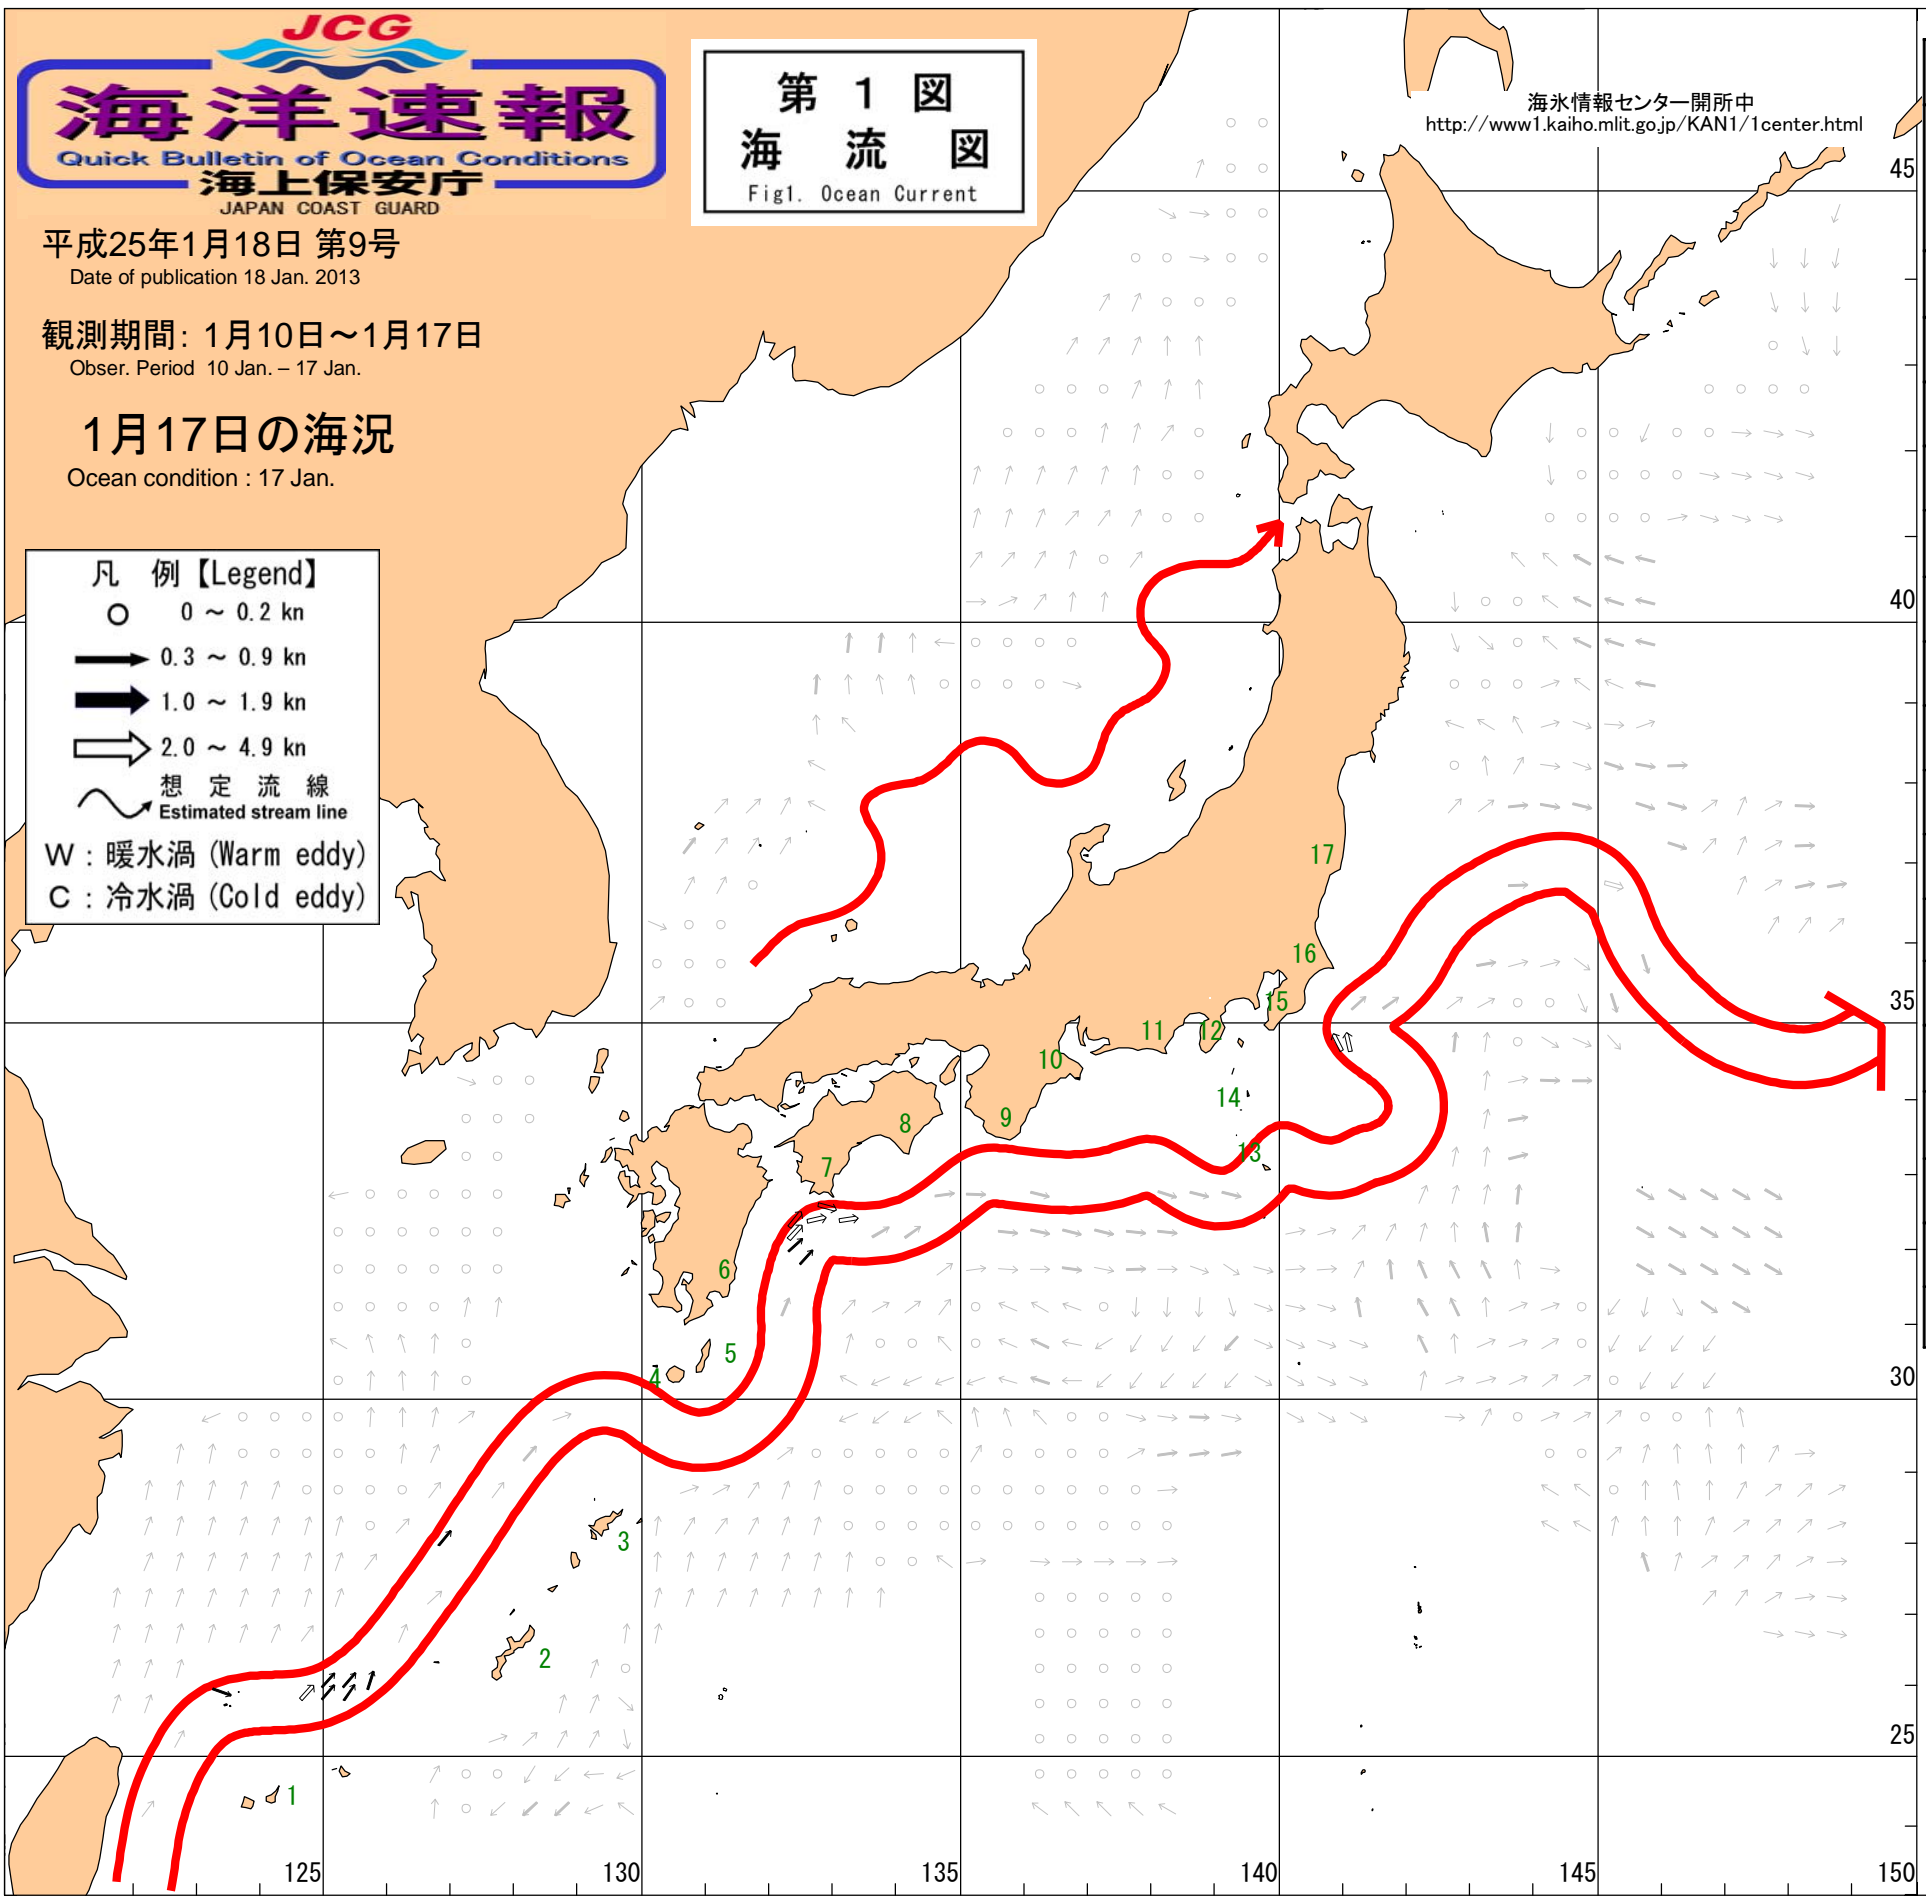 JCG
海洋速報
Quick Bulletin of Ocean Conditions
海上保安庁
JAPAN COAST GUARD
第 1 図
海 流 図
Fig1. Ocean Current
海氷情報センター開所中
http://www1.kaiho.mlit.go.jp/KAN1/1center.html
平成25年1月18日 第9号
Date of publication 18 Jan. 2013
観測期間: 1月10日～1月17日
Obser. Period 10 Jan. – 17 Jan.
1月17日の海況
Ocean condition : 17 Jan.
凡 例【Legend】
0 ～ 0.2 kn
0.3 ～ 0.9 kn
1.0 ～ 1.9 kn
2.0 ～ 4.9 kn
想 定 流 線
Estimated stream line
W : 暖水渦 (Warm eddy)
C : 冷水渦 (Cold eddy)
45
40
35
30
25
17
16
15
12
11
10
14
13
9
8
7
6
5
4
3
2
1
125
130
135
140
145
150